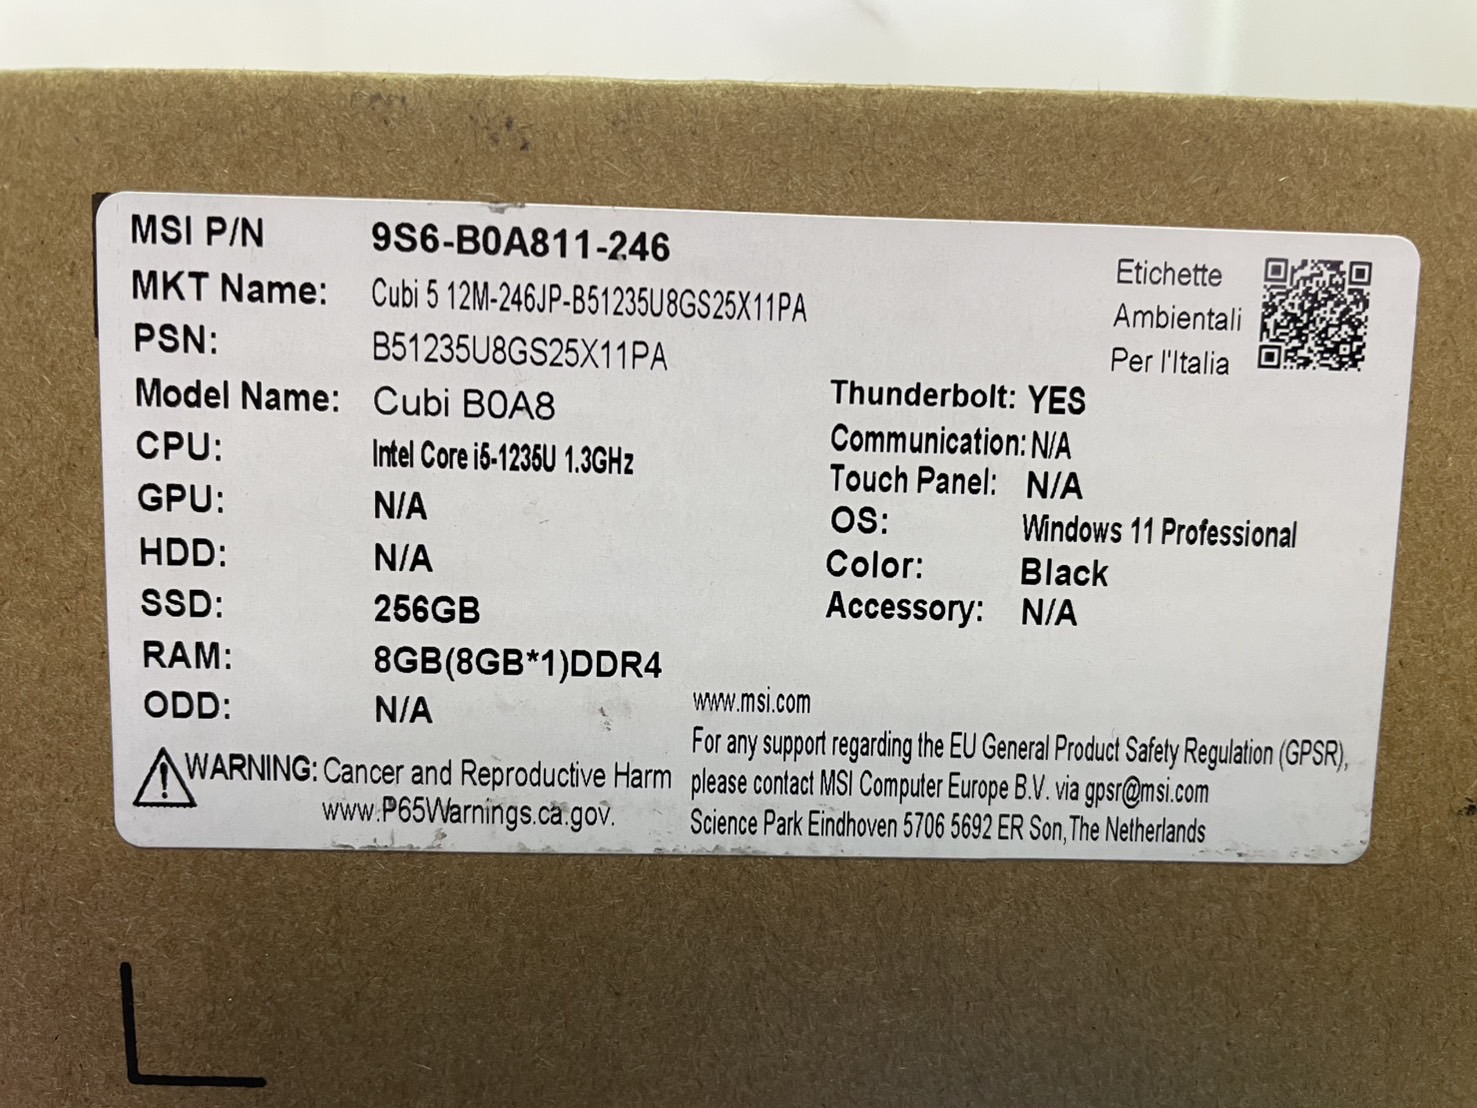 MSI P/N 9S6-B0A811-246
MKT Name: Cubi 5 12M-246JP-B51235U8GS25X11PA
PSN: B51235U8GS25X11PA
Model Name: Cubi B0A8
CPU: Intel Core i5-1235U 1.3GHz
GPU: N/A
HDD: N/A
SSD: 256GB
RAM: 8GB(8GB*1)DDR4
ODD: N/A
Etichette
Ambientali
Per l'Italia
Thunderbolt: YES
Communication: N/A
Touch Panel: N/A
OS: Windows 11 Professional
Color: Black
Accessory: N/A
WARNING: Cancer and Reproductive Harm
www.P65Warnings.ca.gov.
www.msi.com
For any support regarding the EU General Product Safety Regulation (GPSR),
please contact MSI Computer Europe B.V. via gpsr@msi.com
Science Park Eindhoven 5706 5692 ER Son, The Netherlands